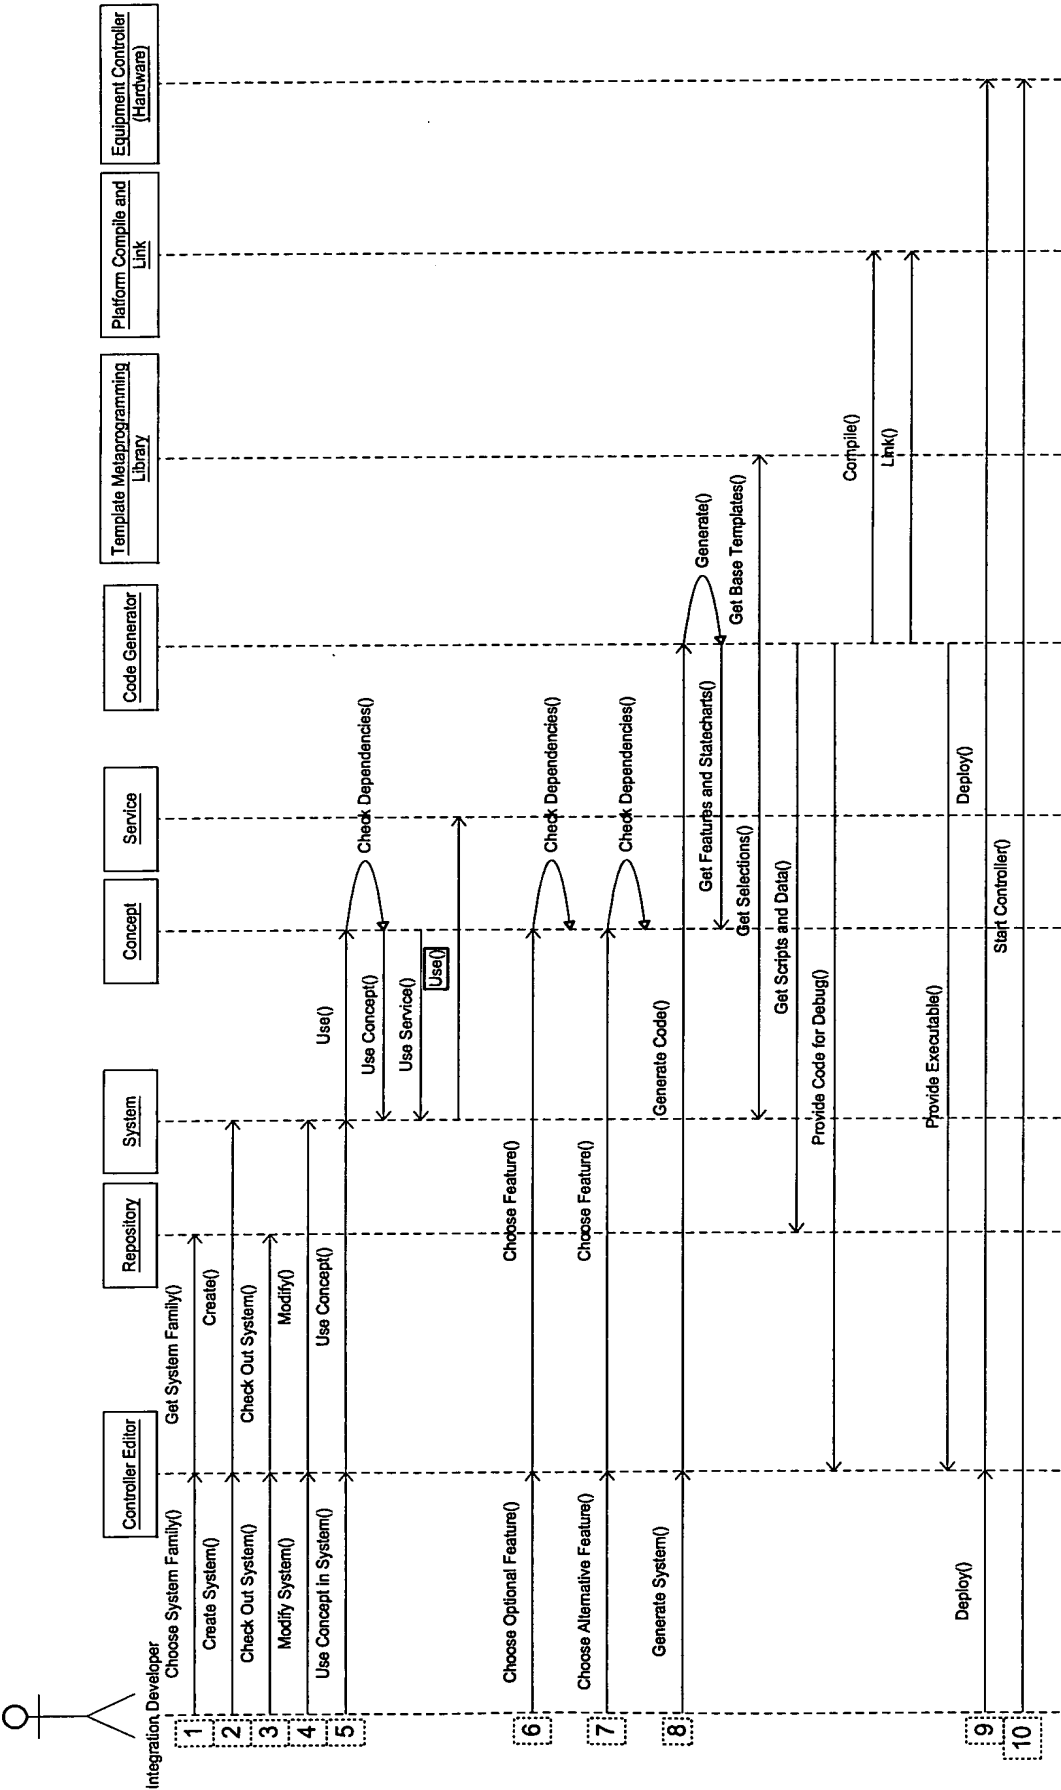 Integration Developer
Controller Editor
Repository
System
Concept
Service
Code Generator
Template Metaprogramming
Library
Platform Compile and
Link
Equipment Controller
(Hardware)
1
Choose System Family()
Get System Family()
2
Create System()
Create()
3
Check Out System()
Check Out System()
4
Modify System()
Modify()
5
Use Concept in System()
Use Concept()
Use()
Check Dependencies()
Use Concept()
Use Service()
Use()
6
Choose Optional Feature()
Choose Feature()
Check Dependencies()
7
Choose Alternative Feature()
Choose Feature()
Check Dependencies()
8
Generate System()
Generate Code()
Generate()
Get Features and Statecharts()
Get Selections()
Get Base Templates()
Get Scripts and Data()
Provide Code for Debug()
Compile()
Link()
Provide Executable()
9
Deploy()
Deploy()
10
Start Controller()